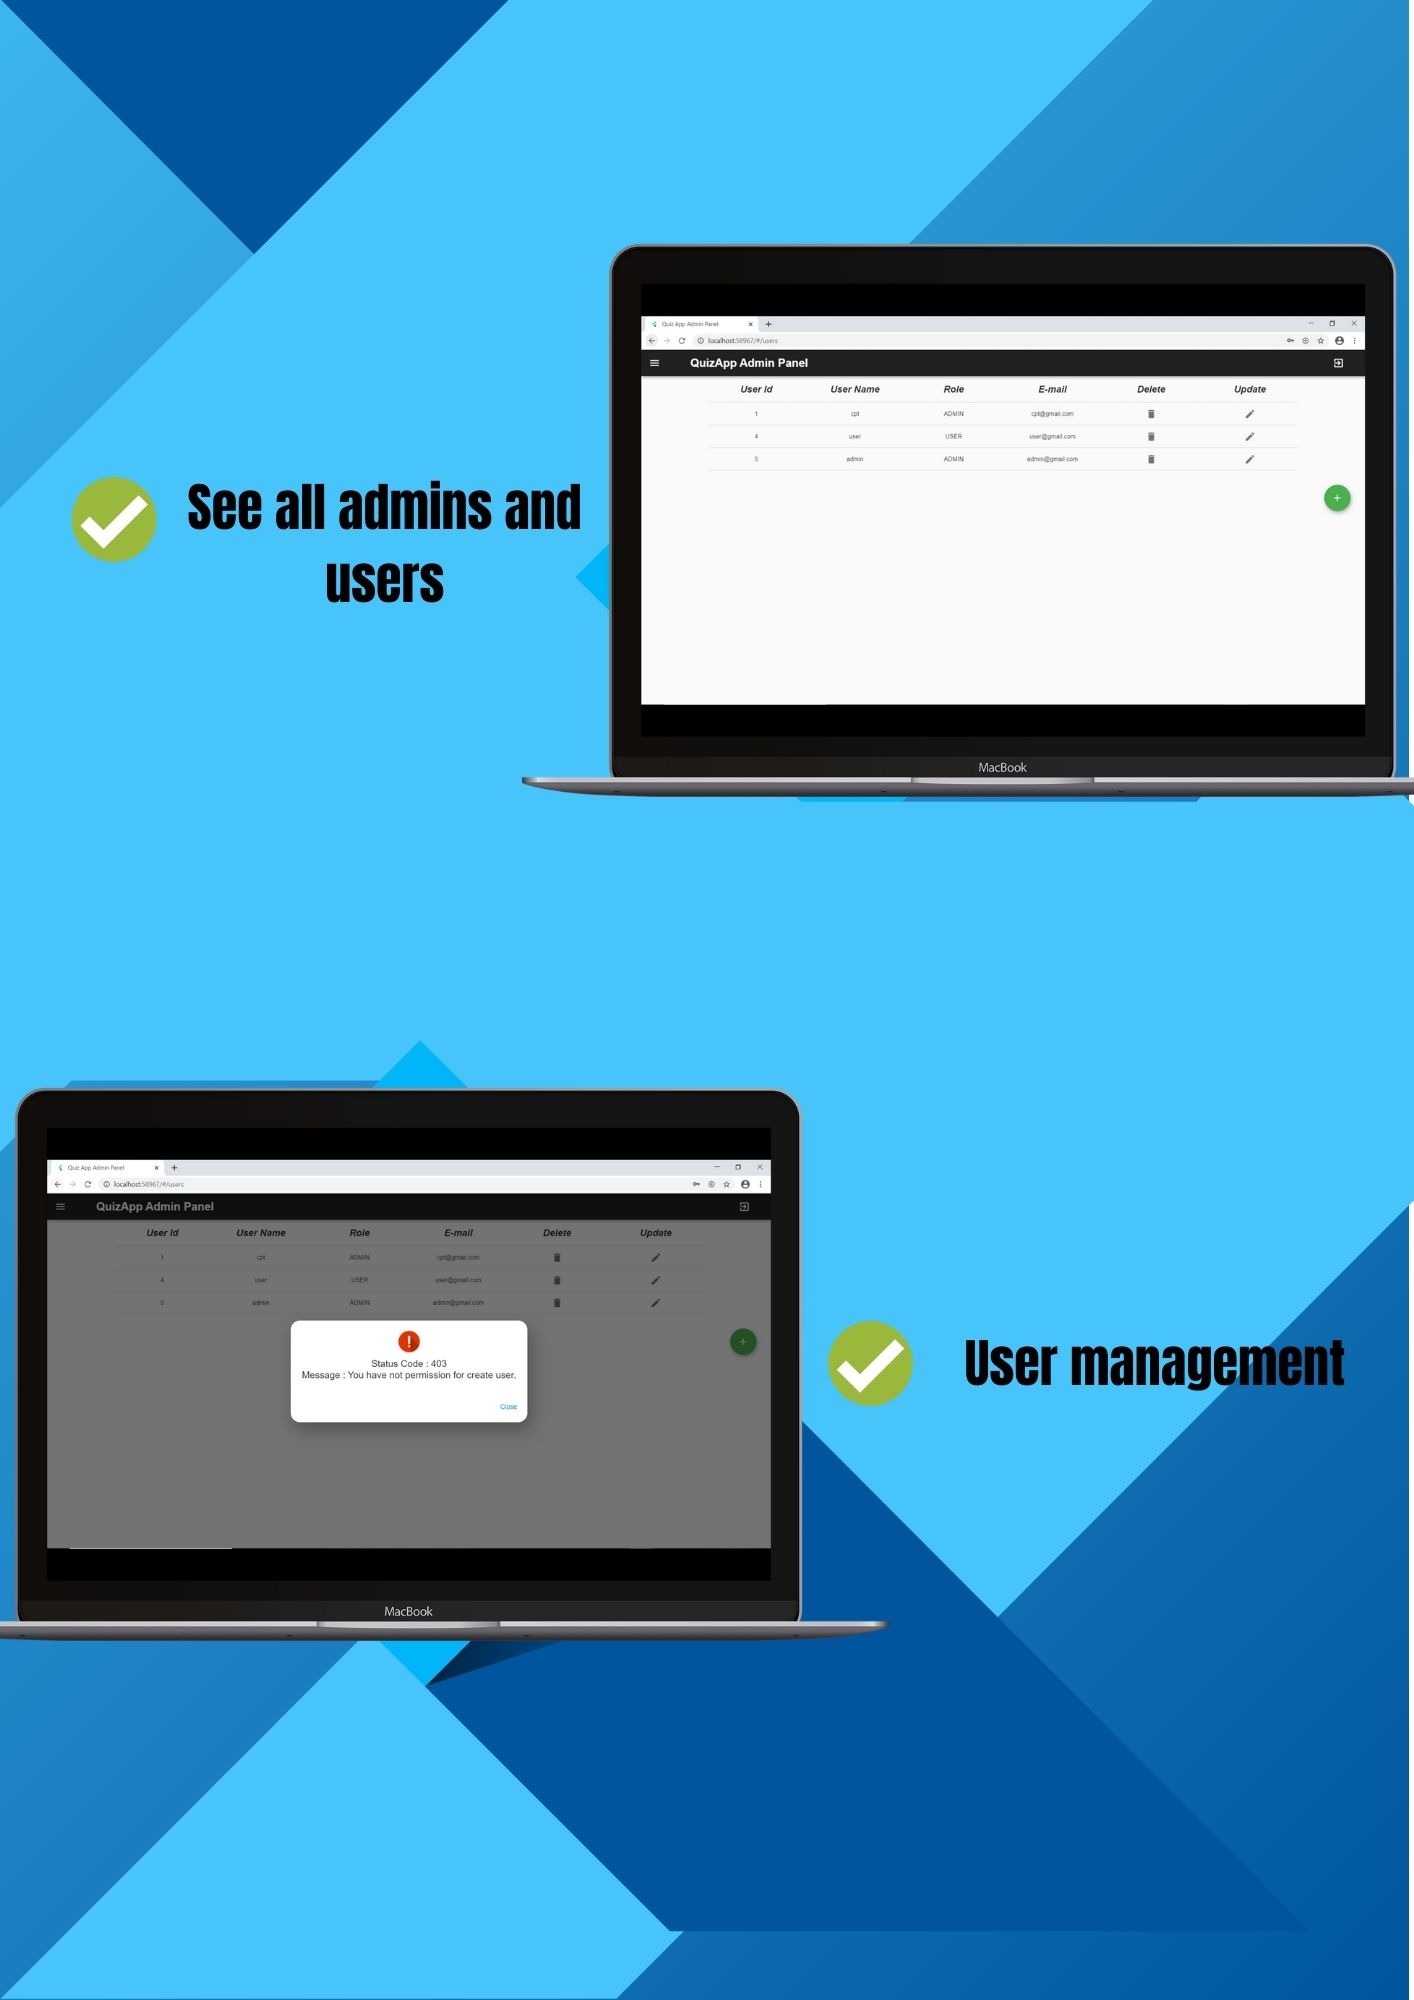 Quiz App Admin Panel
localhost:58967/#/users
QuizApp Admin Panel
User Id User Name Role E-mail Delete Update
1 cpt ADMIN cpt@gmail.com
4 user USER user@gmail.com
5 admin ADMIN admin@gmail.com
See all admins and
users
MacBook
Quiz App Admin Panel
localhost:58967/#/users
QuizApp Admin Panel
User Id User Name Role E-mail Delete Update
1 cpt ADMIN cpt@gmail.com
4 user USER user@gmail.com
5 admin ADMIN admin@gmail.com
Status Code : 403
Message : You have not permission for create user.
Close
User management
MacBook